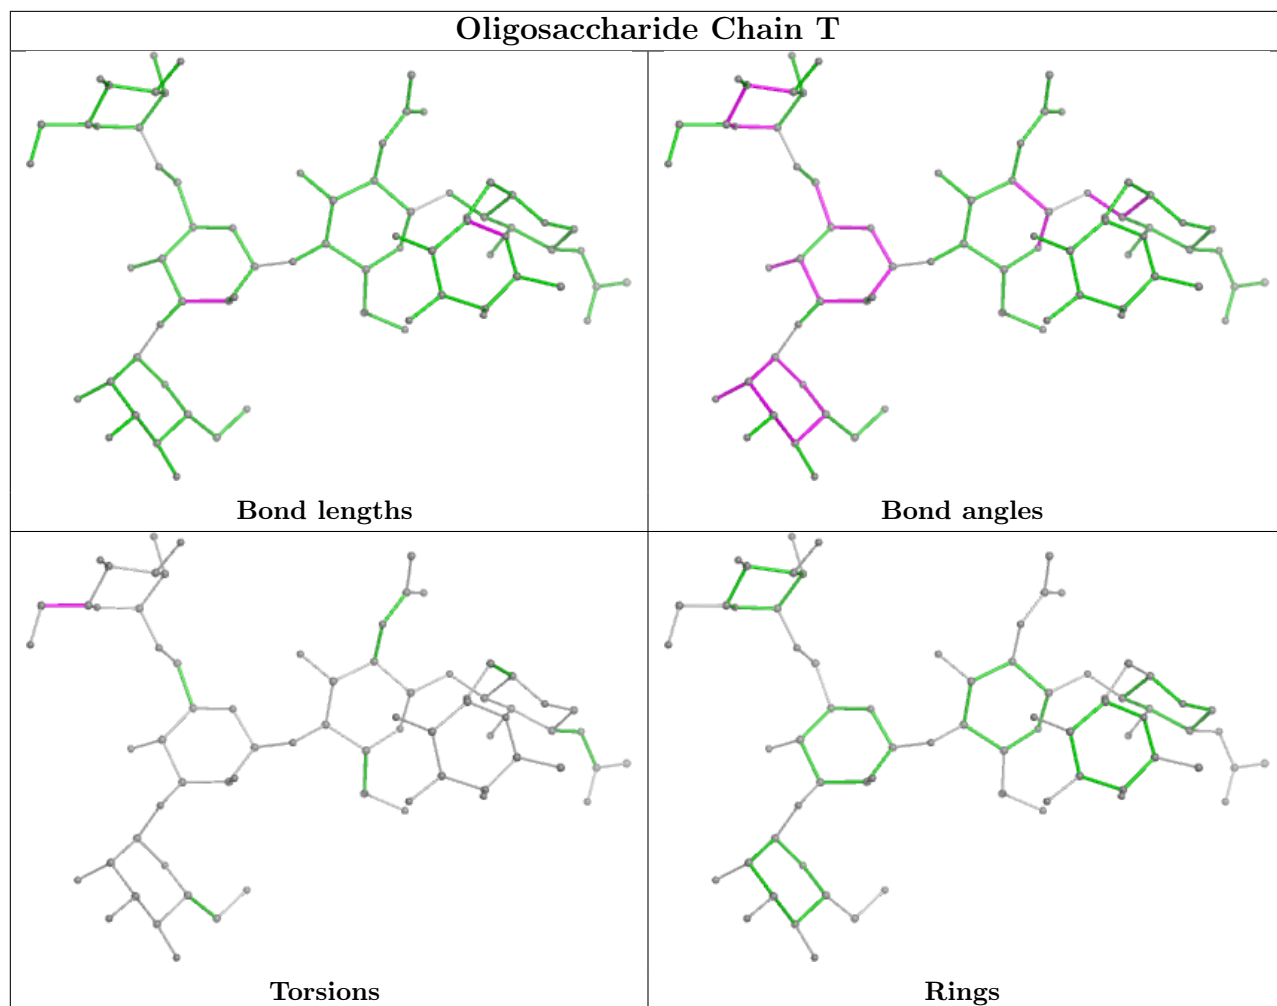 Oligosaccharide Chain T
Bond lengths
Bond angles
Torsions
Rings